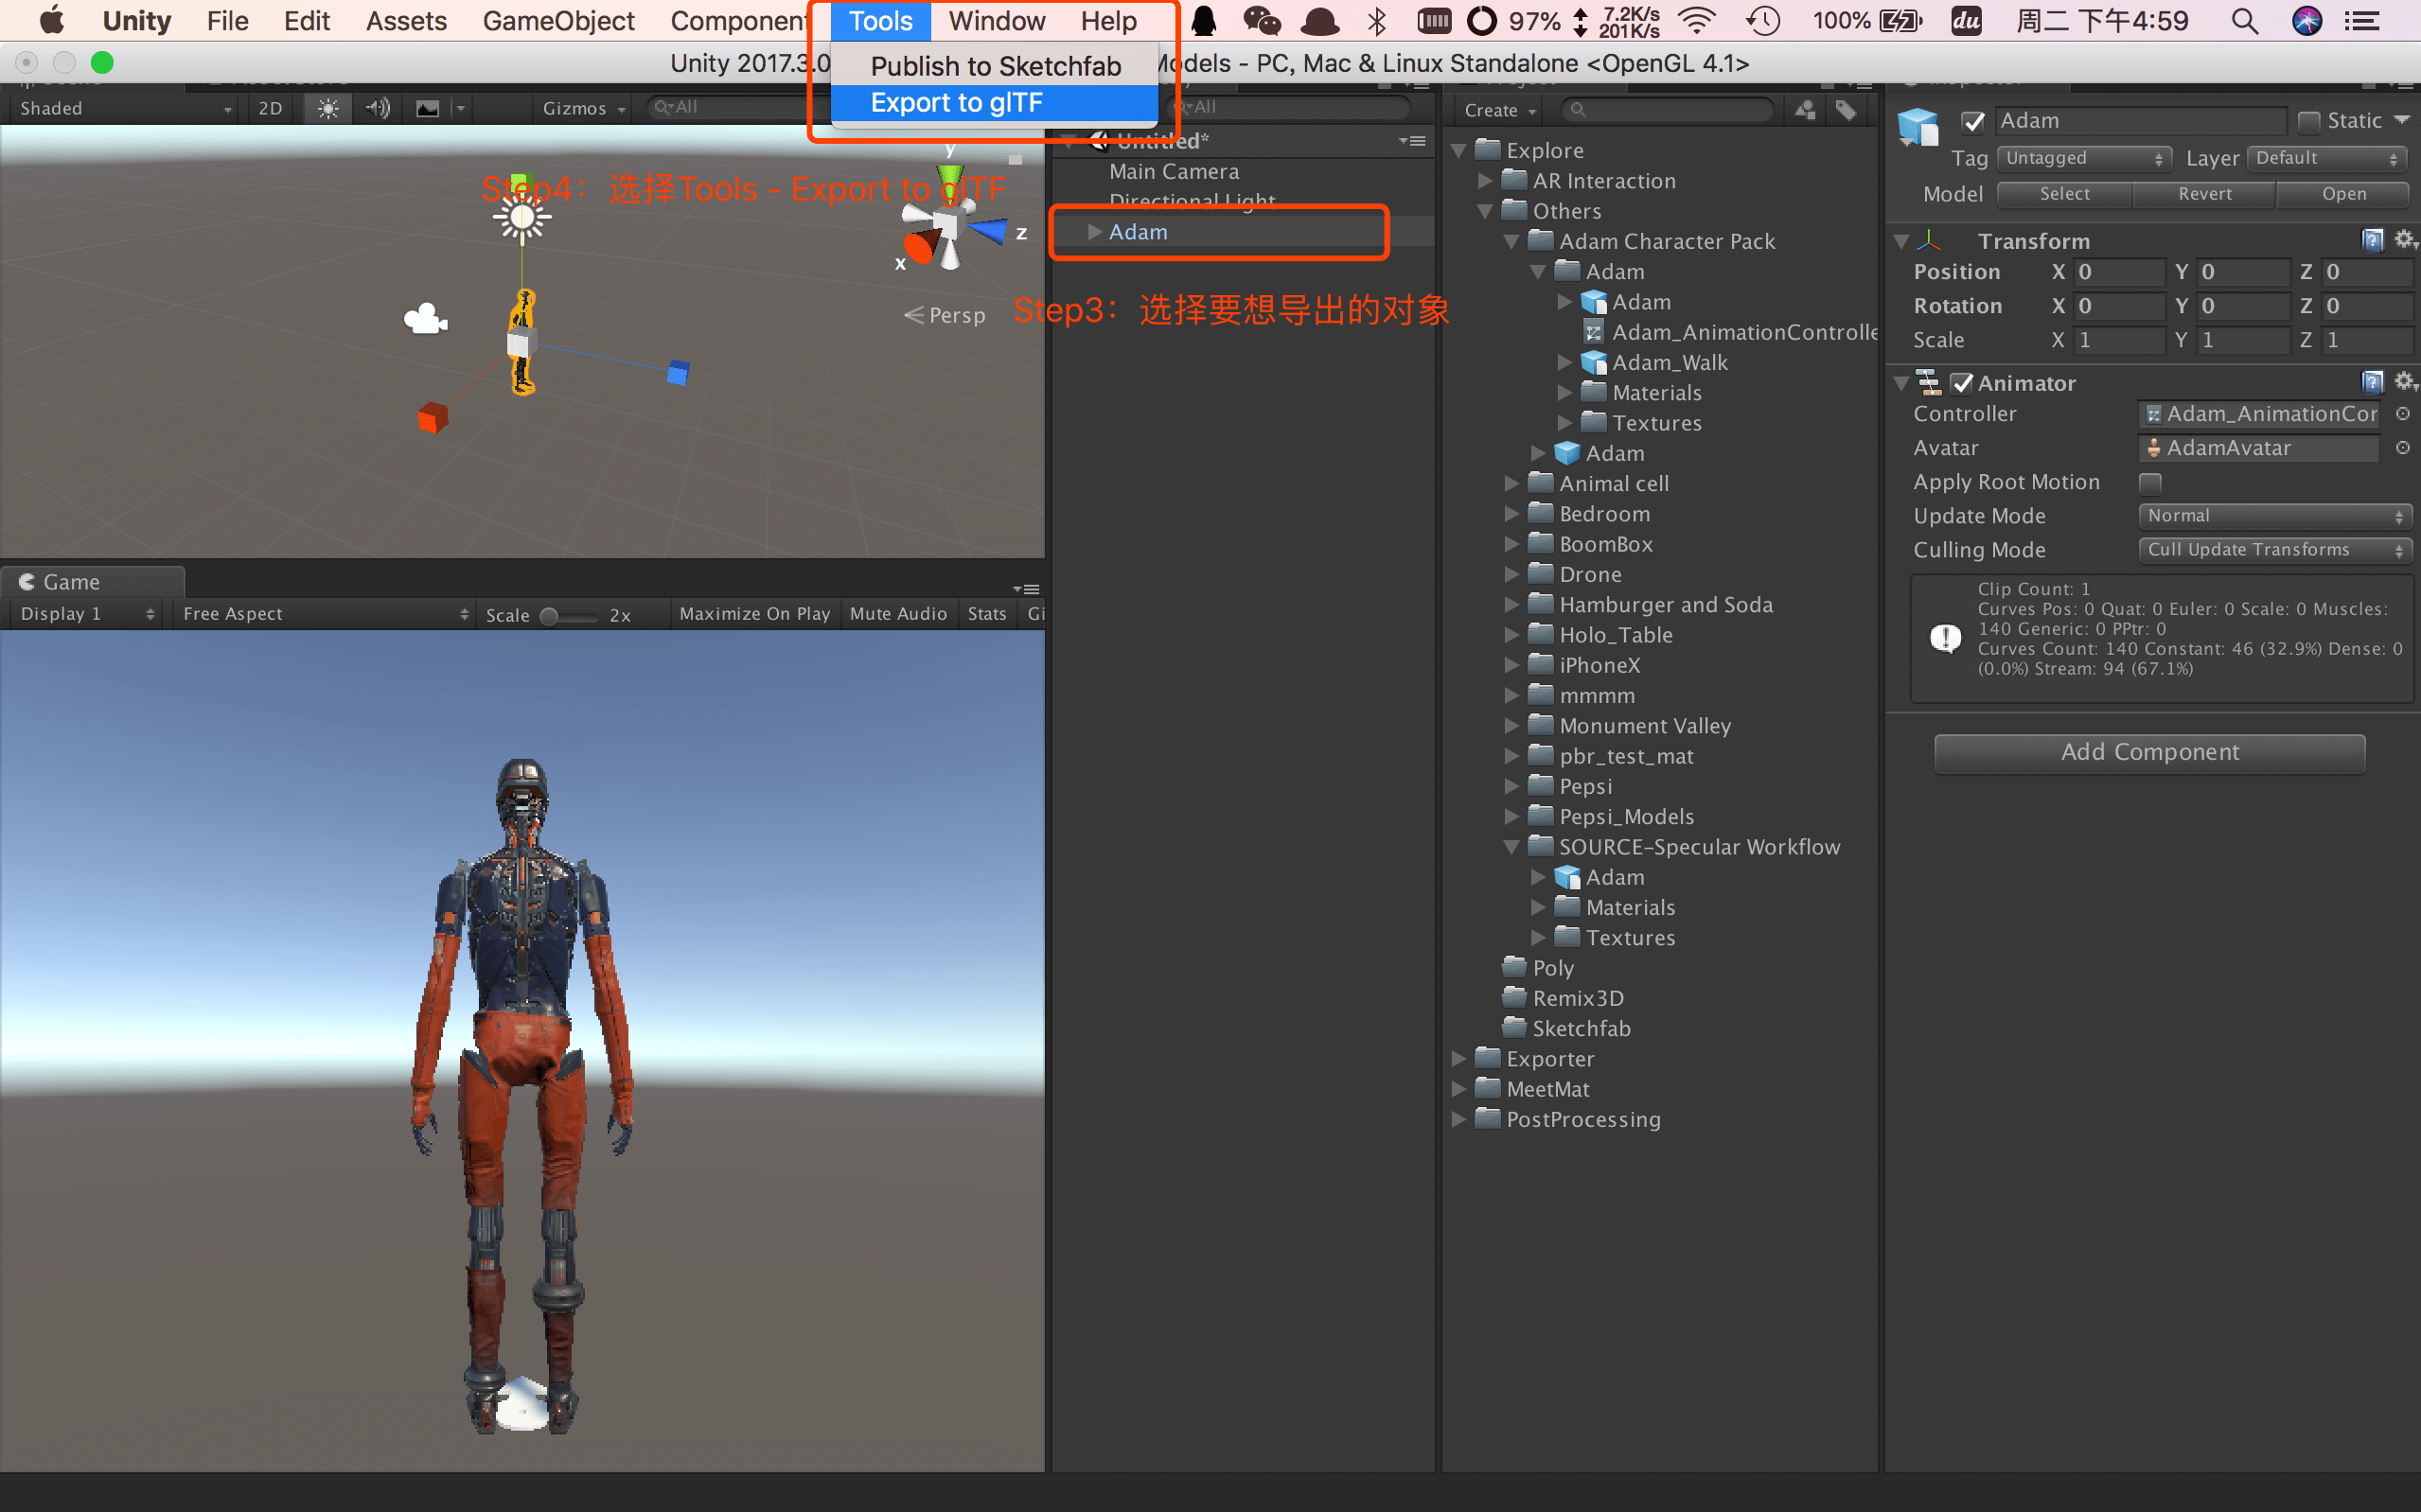 Unity File Edit Assets GameObject Component Tools Window Help 97% 7.2K/s 201K/s 100% du 周二 下午4:59
Publish to Sketchfab
Export to glTF
Unity 2017.3.0 Models - PC, Mac & Linux Standalone <OpenGL 4.1>
Shaded 2D Gizmos All
All
Create
Untitled*
Main Camera
Directional Light
Adam
Step4：选择Tools - Export to glTF
Step3：选择要想导出的对象
y
z
x
Persp
Game
Display 1 Free Aspect Scale 2x Maximize On Play Mute Audio Stats Gi
Explore
AR Interaction
Others
Adam Character Pack
Adam
Adam
Adam_AnimationControlle
Adam_Walk
Materials
Textures
Adam
Animal cell
Bedroom
BoomBox
Drone
Hamburger and Soda
Holo_Table
iPhoneX
mmmm
Monument Valley
pbr_test_mat
Pepsi
Pepsi_Models
SOURCE-Specular Workflow
Adam
Materials
Textures
Poly
Remix3D
Sketchfab
Exporter
MeetMat
PostProcessing
Adam Static
Tag Untagged Layer Default
Model Select Revert Open
Transform
Position X 0 Y 0 Z 0
Rotation X 0 Y 0 Z 0
Scale X 1 Y 1 Z 1
Animator
Controller Adam_AnimationCor
Avatar AdamAvatar
Apply Root Motion
Update Mode Normal
Culling Mode Cull Update Transforms
Clip Count: 1
Curves Pos: 0 Quat: 0 Euler: 0 Scale: 0 Muscles:
140 Generic: 0 PPtr: 0
Curves Count: 140 Constant: 46 (32.9%) Dense: 0
(0.0%) Stream: 94 (67.1%)
Add Component